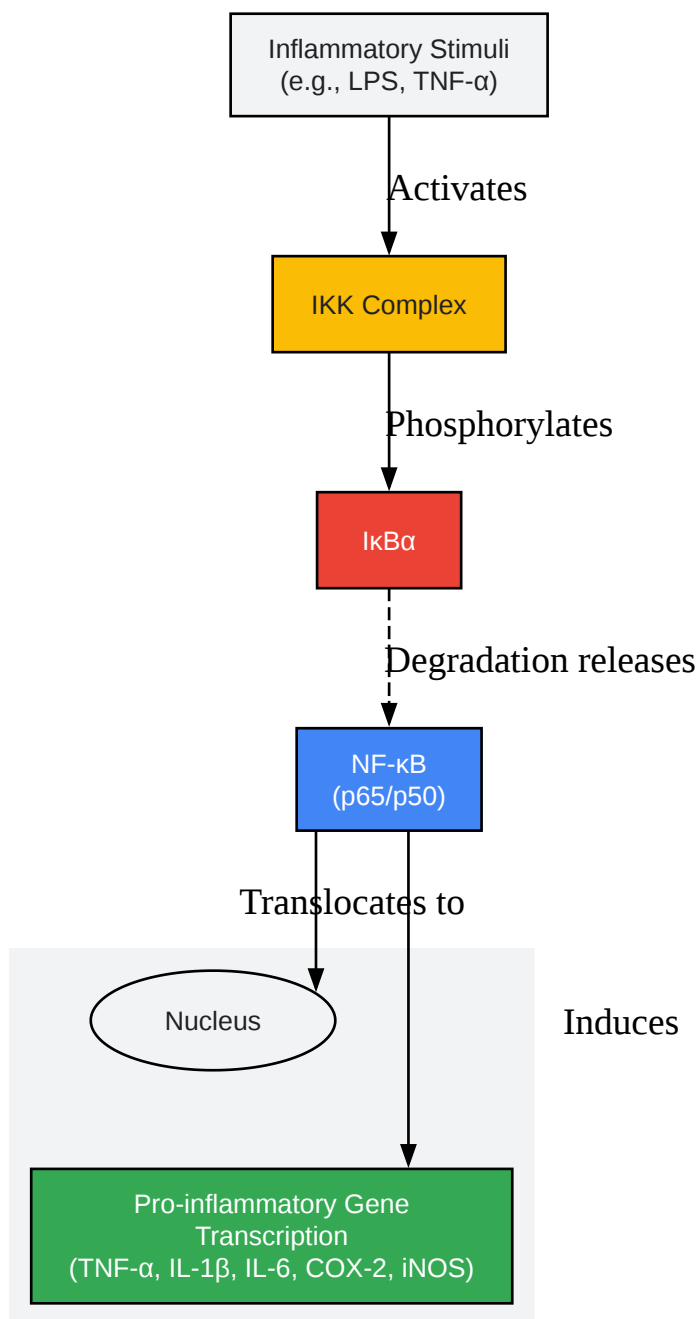 Inflammatory Stimuli
(e.g., LPS, TNF-α)
Activates
IKK Complex
Phosphorylates
IκBα
Degradation releases
NF-κB
(p65/p50)
Translocates to
Nucleus
Induces
Pro-inflammatory Gene
Transcription
(TNF-α, IL-1β, IL-6, COX-2, iNOS)